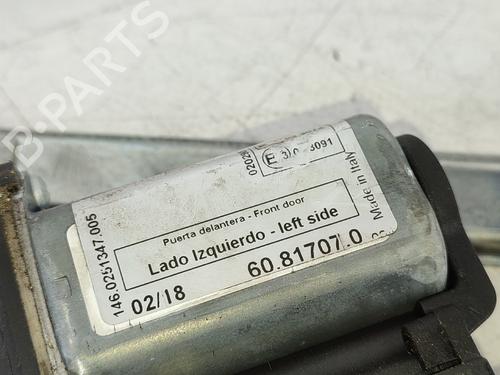 146.0251347.005
Puerta delantera - Front door
Lado Izquierdo - left side
02/18
60.81707.0
Made in Italy
E